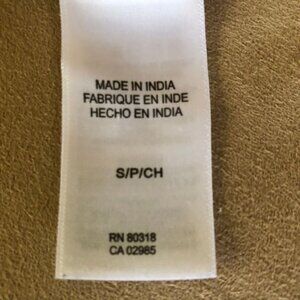 MADE IN INDIA
FABRIQUE EN INDE
HECHO EN INDIA
S/P/CH
RN 80318
CA 02985